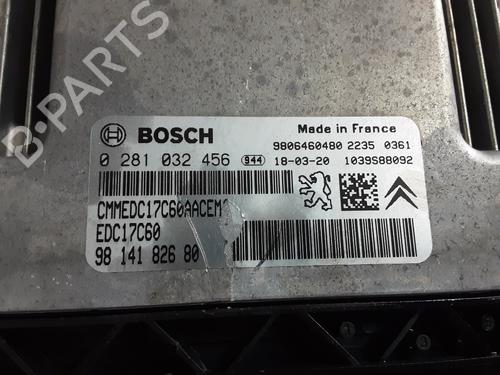 B-PARTS
BOSCH
Made in France
9806460480 2235 0361
0 281 032 456 944 18-03-20 1039S88092
CMMEDC17C60AACEM
EDC17C60
98 141 826 80